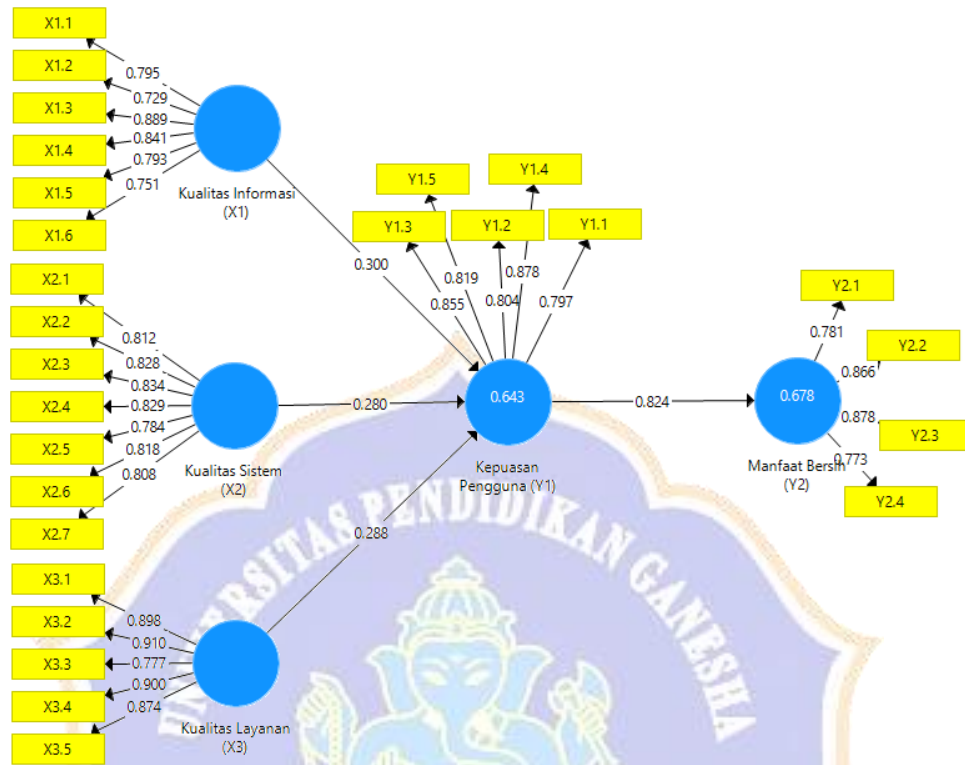 X1.1
X1.2
X1.3
X1.4
X1.5
X1.6
0.795
0.729
0.889
0.841
0.793
0.751
Kualitas Informasi
(X1)
X2.1
X2.2
X2.3
X2.4
X2.5
X2.6
X2.7
0.812
0.828
0.834
0.829
0.784
0.818
0.808
Kualitas Sistem
(X2)
X3.1
X3.2
X3.3
X3.4
X3.5
0.898
0.910
0.777
0.900
0.874
Kualitas Layanan
(X3)
0.300
0.280
0.288
Y1.5
Y1.4
Y1.3
Y1.2
Y1.1
0.855
0.819
0.804
0.878
0.797
0.643
Kepuasan
Pengguna (Y1)
0.824
0.678
Manfaat Bersih
(Y2)
Y2.1
Y2.2
Y2.3
Y2.4
0.781
0.866
0.878
0.773
UNIVERSITAS PENDIDIKAN GANESHA